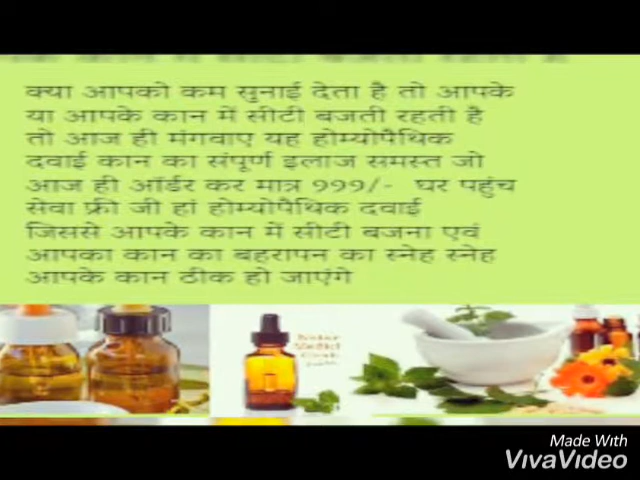 क्या आपको कम सुनाई देता है तो आपके
या आपके कान में सीटी बजती रहती है
तो आज ही मंगवाए यह होम्योपैथिक
दवाई कान का संपूर्ण इलाज समस्त जो
आज ही ऑर्डर कर मात्र 999/- घर पहुंच
सेवा फ्री जी हां होम्योपैथिक दवाई
जिससे आपके कान में सीटी बजना एवं
आपका कान का बहरापन का स्नेह स्नेह
आपके कान ठीक हो जाएंगे
Made With
VivaVideo